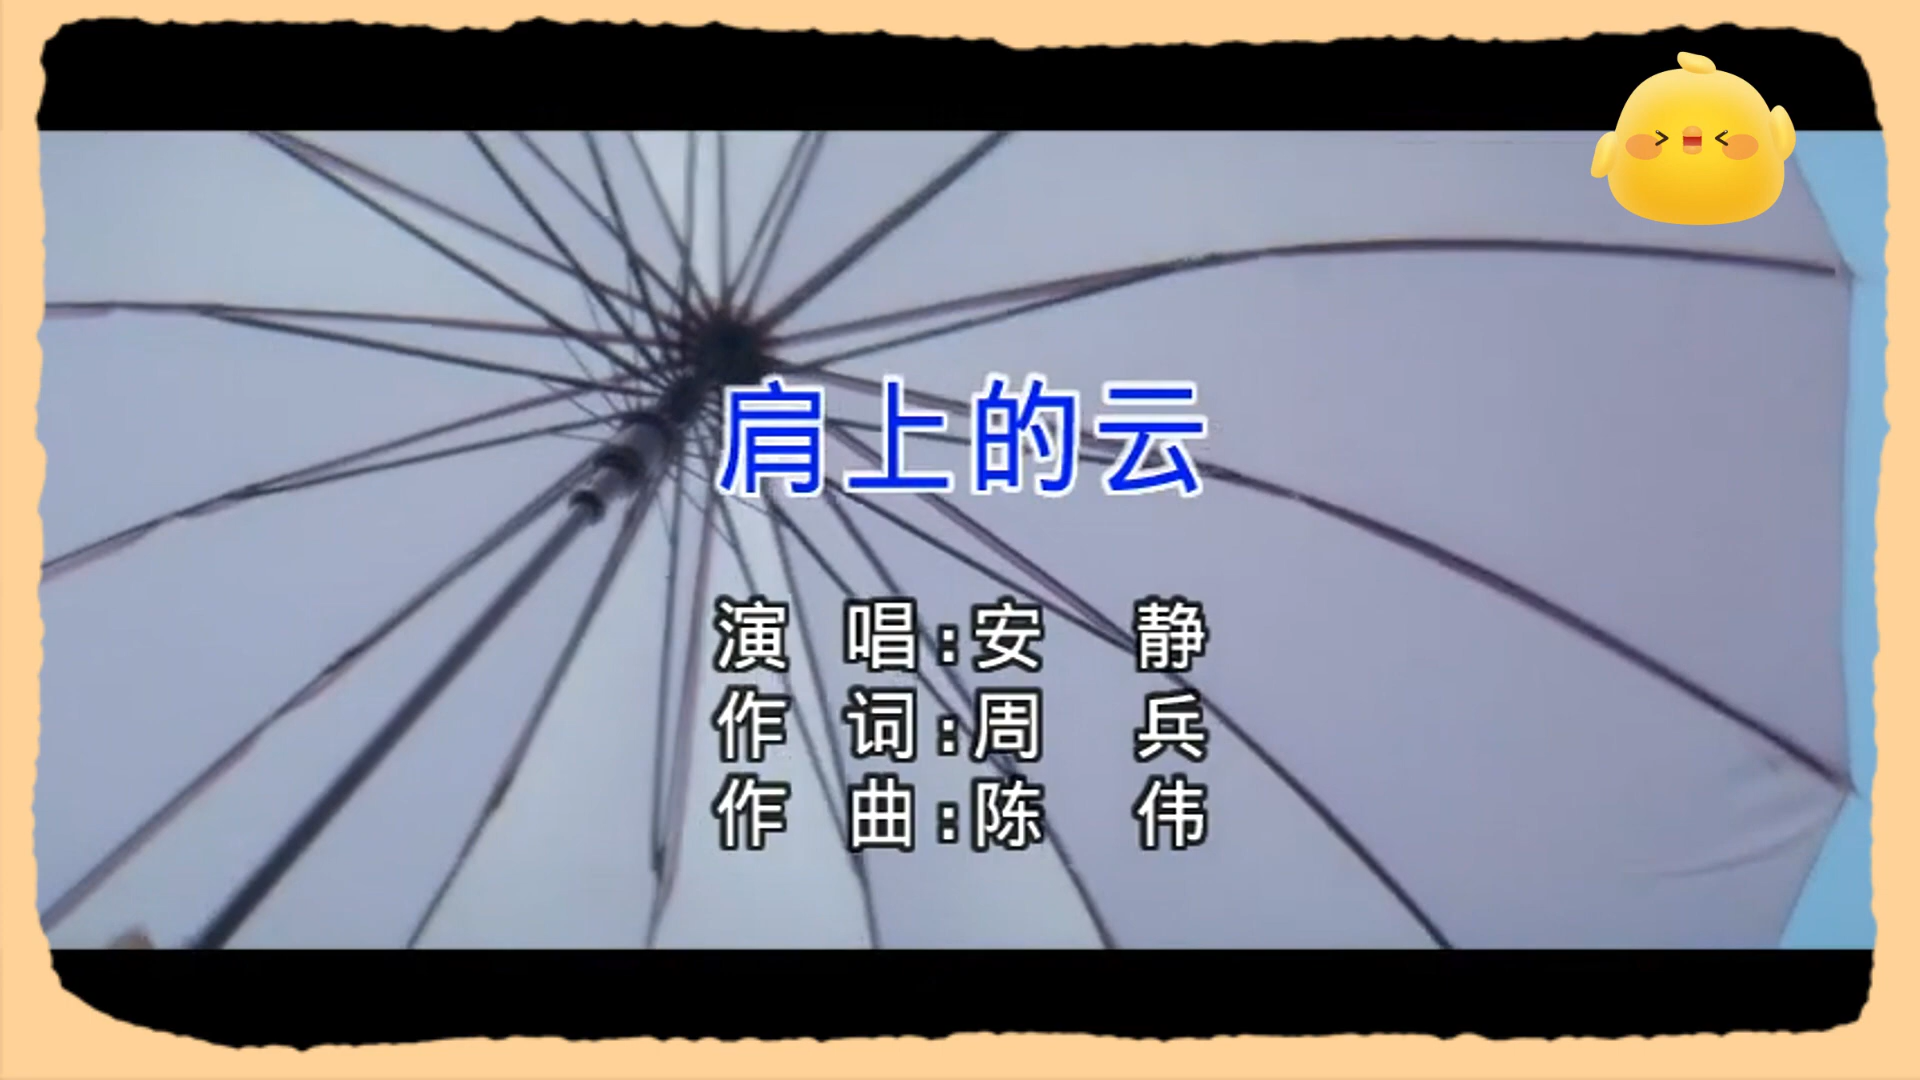 肩上的云
演 唱:安 静
作 词:周 兵
作 曲:陈 伟